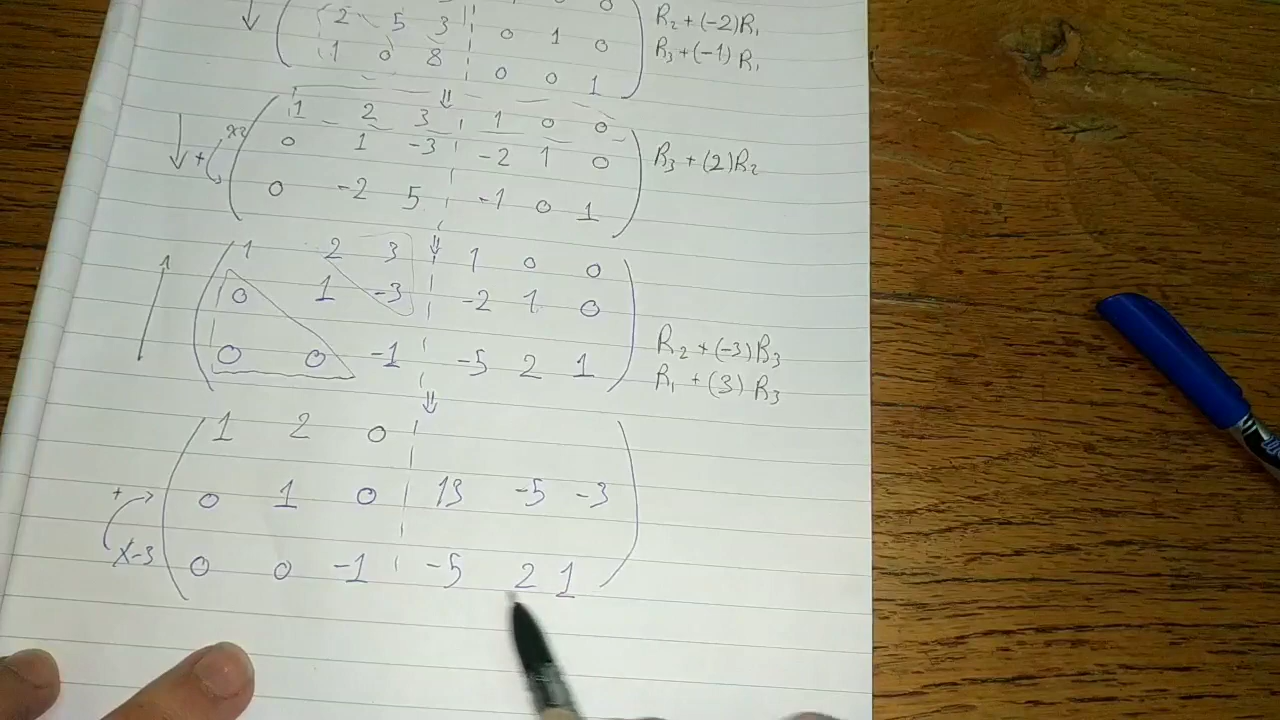 2 5 3 0 1 0 R₂+(-2)R₁
1 0 8 0 0 1 R₃+(-1)R₁
⇓
1 2 3 1 0 0
0 1 -3 -2 1 0 R₃+(2)R₂
+
0 -2 5 -1 0 1
⇓
1 2 3 1 0 0
0 1 -3 -2 1 0
0 0 -1 -5 2 1 R₂+(-3)R₃
R₁+(3)R₃
⇓
1 2 0
+ 0 1 0 13 -5 -3
X-3 0 0 -1 -5 2 1